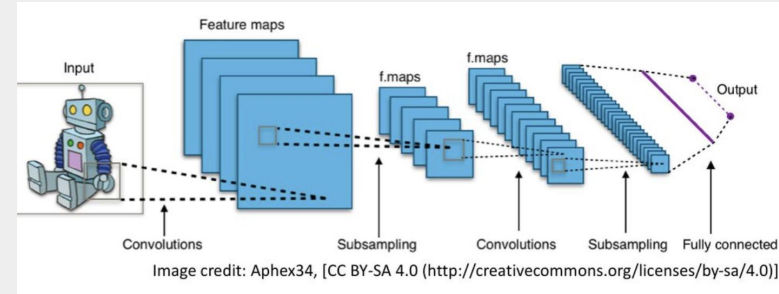 Feature maps
Input
f.maps
f.maps
Output
Convolutions
Subsampling
Convolutions
Subsampling
Fully connected
Image credit: Aphex34, [CC BY-SA 4.0 (http://creativecommons.org/licenses/by-sa/4.0)]